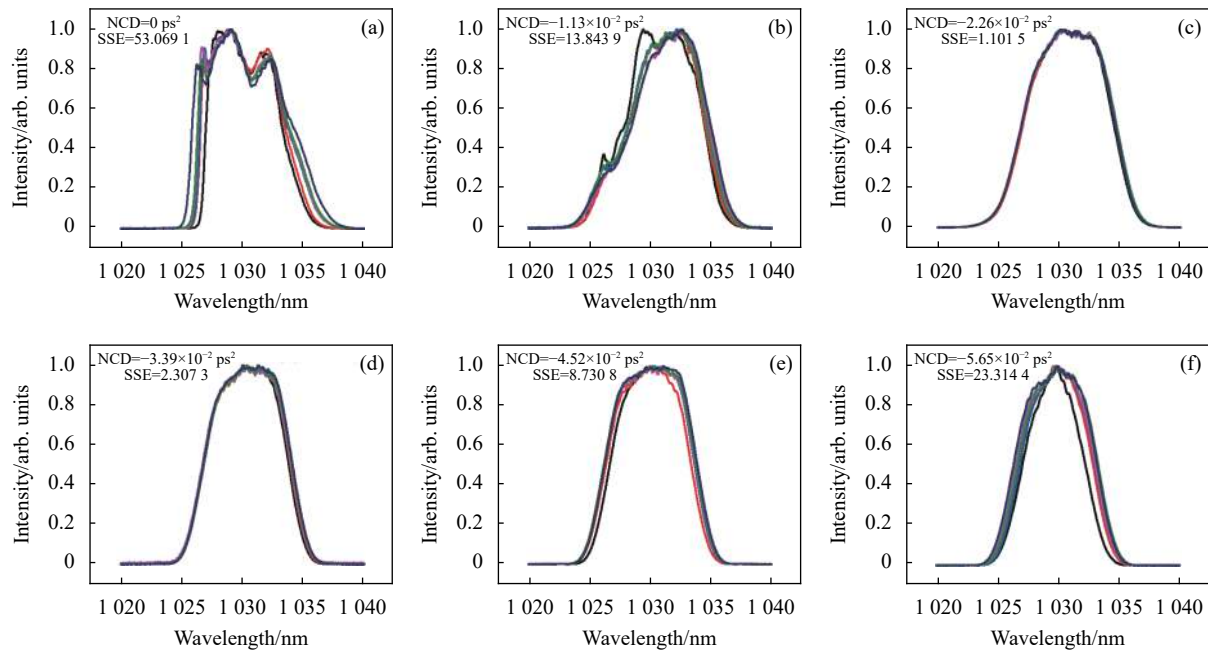 NCD=0 ps²
SSE=53.069 1
(a)
Intensity/arb. units
1.0
0.8
0.6
0.4
0.2
0
1 020 1 025 1 030 1 035 1 040
Wavelength/nm
NCD=−1.13×10⁻² ps²
SSE=13.843 9
(b)
Intensity/arb. units
1.0
0.8
0.6
0.4
0.2
0
1 020 1 025 1 030 1 035 1 040
Wavelength/nm
NCD=−2.26×10⁻² ps²
SSE=1.101 5
(c)
Intensity/arb. units
1.0
0.8
0.6
0.4
0.2
0
1 020 1 025 1 030 1 035 1 040
Wavelength/nm
NCD=−3.39×10⁻² ps²
SSE=2.307 3
(d)
Intensity/arb. units
1.0
0.8
0.6
0.4
0.2
0
1 020 1 025 1 030 1 035 1 040
Wavelength/nm
NCD=−4.52×10⁻² ps²
SSE=8.730 8
(e)
Intensity/arb. units
1.0
0.8
0.6
0.4
0.2
0
1 020 1 025 1 030 1 035 1 040
Wavelength/nm
NCD=−5.65×10⁻² ps²
SSE=23.314 4
(f)
Intensity/arb. units
1.0
0.8
0.6
0.4
0.2
0
1 020 1 025 1 030 1 035 1 040
Wavelength/nm